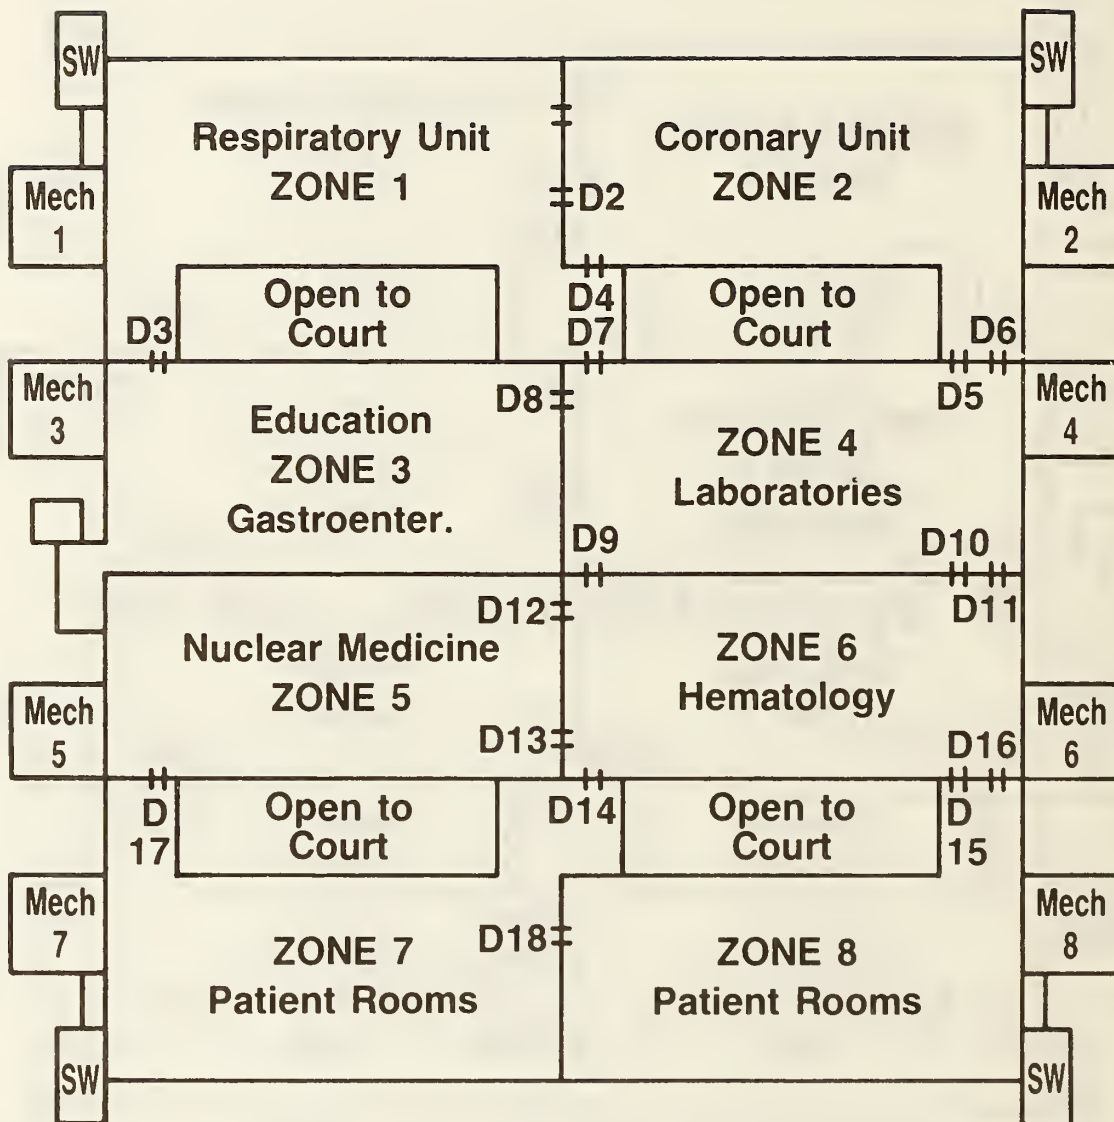 SW
SW
Respiratory Unit
ZONE 1
Coronary Unit
ZONE 2
Mech
1
D2
Mech
2
Open to
Court
D4
Open to
Court
D3
D7
D6
Mech
3
D8
D5
Mech
4
Education
ZONE 3
Gastroenter.
ZONE 4
Laboratories
D9
D10
D12
D11
Nuclear Medicine
ZONE 5
ZONE 6
Hematology
Mech
5
D13
D16
Mech
6
D
17
Open to
Court
D14
Open to
Court
D
15
Mech
7
D18
Mech
8
ZONE 7
Patient Rooms
ZONE 8
Patient Rooms
SW
SW